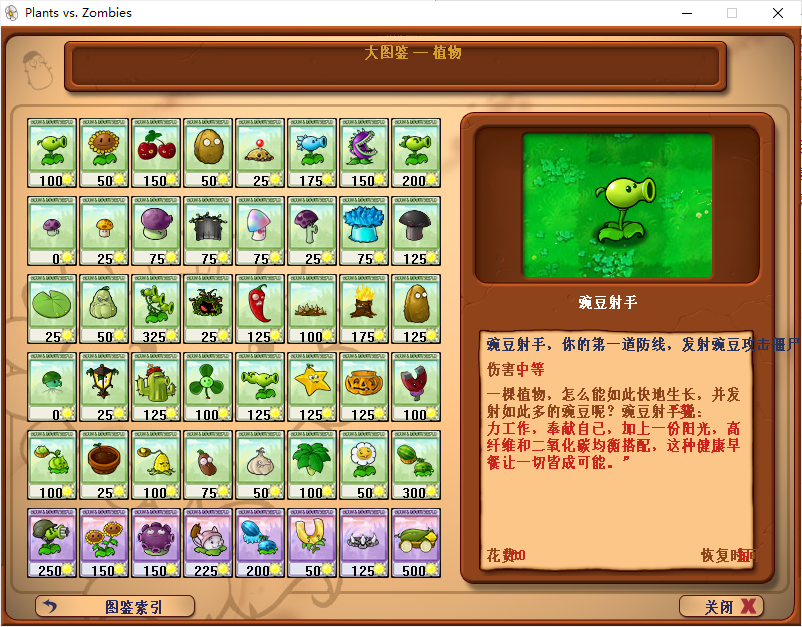 Plants vs. Zombies
大图鉴 — 植物
100 50 150 50 25 175 150 200
0 25 75 75 75 25 75 125
25 50 325 25 125 100 175 125
0 25 125 100 125 125 125 100
100 25 100 75 50 100 50 300
250 150 150 225 200 50 125 500
豌豆射手
豌豆射手，你的第一道防线，发射豌豆攻击僵尸
伤害中等
一棵植物，怎么能如此快地生长，并发
射如此多的豌豆呢？豌豆射手：
力工作，奉献自己，加上一份阳光，高
纤维和二氧化碳均衡搭配，这种健康早
餐让一切皆成可能。”
花费
恢复时
图鉴索引
关闭